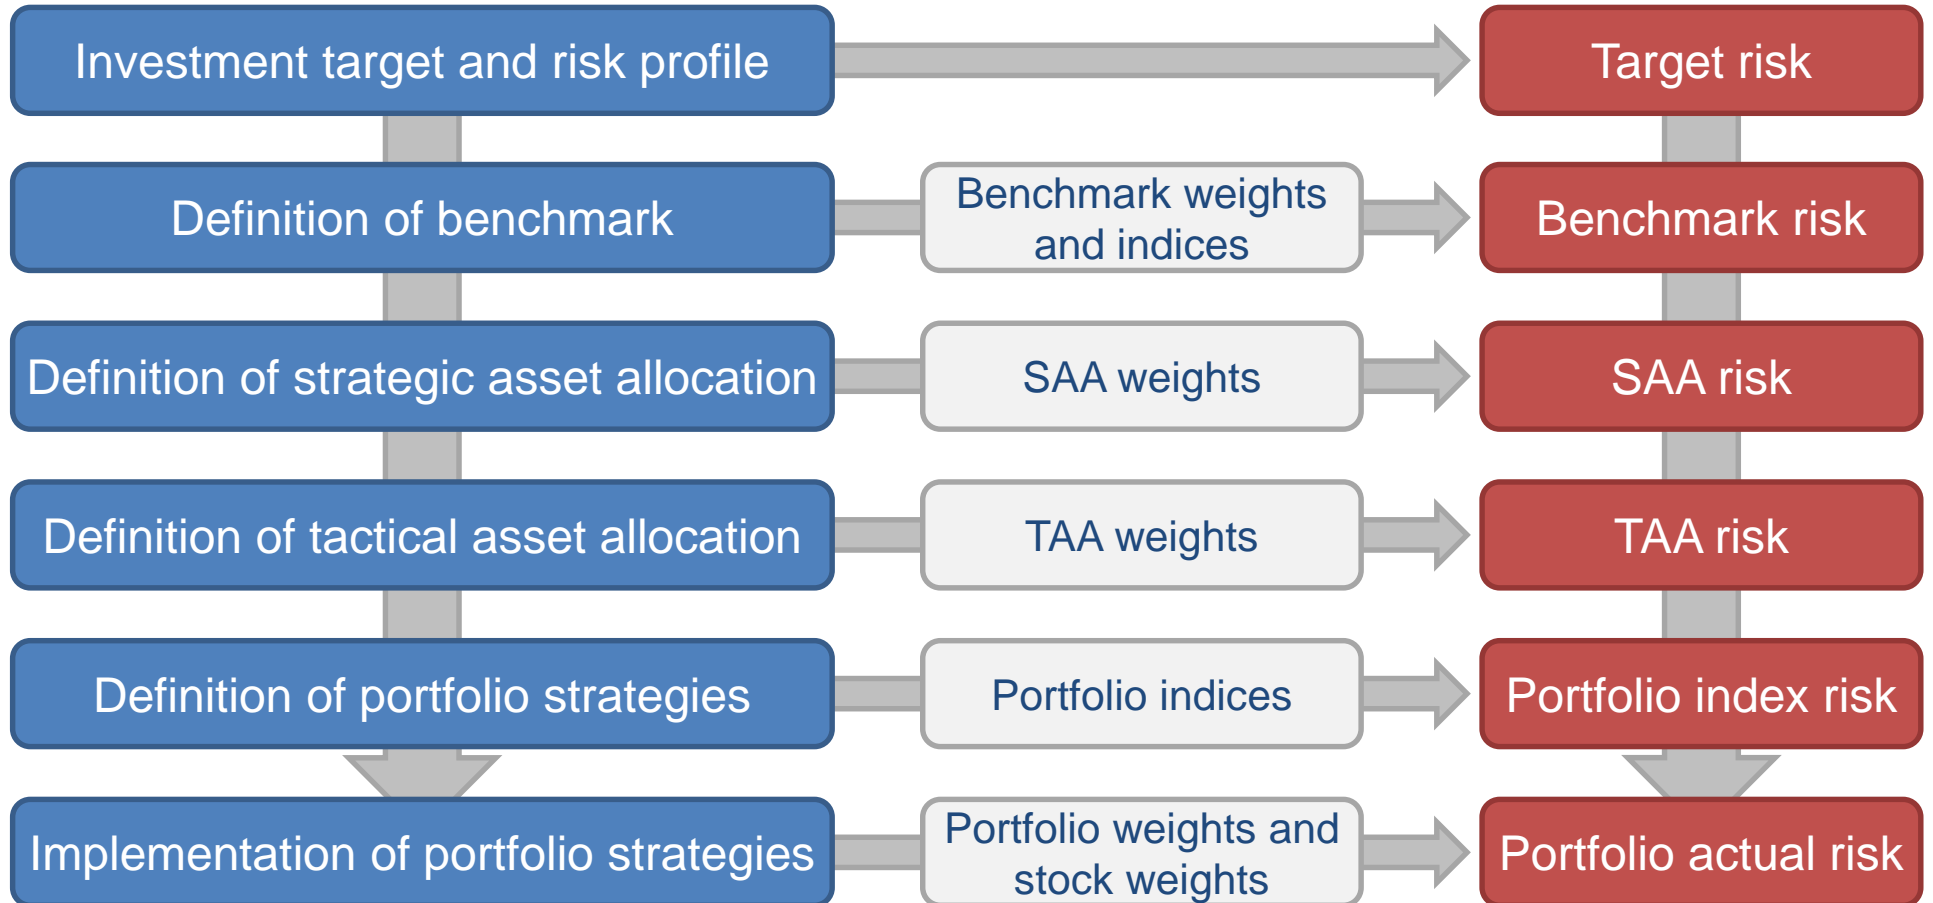 Investment target and risk profile
Target risk
Definition of benchmark
Benchmark weights
and indices
Benchmark risk
Definition of strategic asset allocation
SAA weights
SAA risk
Definition of tactical asset allocation
TAA weights
TAA risk
Definition of portfolio strategies
Portfolio indices
Portfolio index risk
Implementation of portfolio strategies
Portfolio weights and
stock weights
Portfolio actual risk